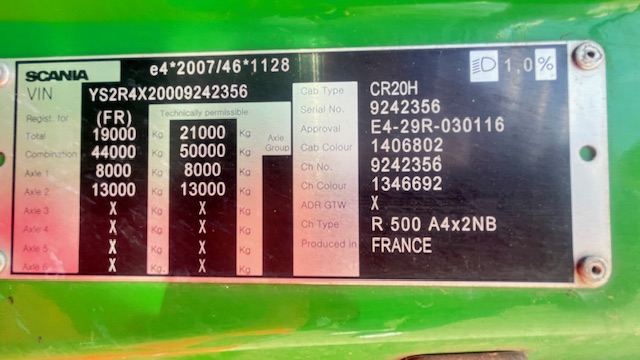 SCANIA e4*2007/46*1128 1,0%
VIN YS2R4X20009242356
Regist. for (FR) Technically permissible
Total 19000 Kg 21000 Kg Axle Group
Combination 44000 Kg 50000 Kg
Axle 1 8000 Kg 8000 Kg
Axle 2 13000 Kg 13000 Kg
Axle 3 X Kg X Kg
Axle 4 X Kg X Kg
Axle 5 X Kg X Kg
Axle 6 X Kg. X Kg
Cab Type CR20H
Serial No. 9242356
Approval E4-29R-030116
Cab Colour 1406802
Ch No. 9242356
Ch Colour 1346692
ADR GTW X
Ch Type R 500 A4x2NB
Produced in FRANCE